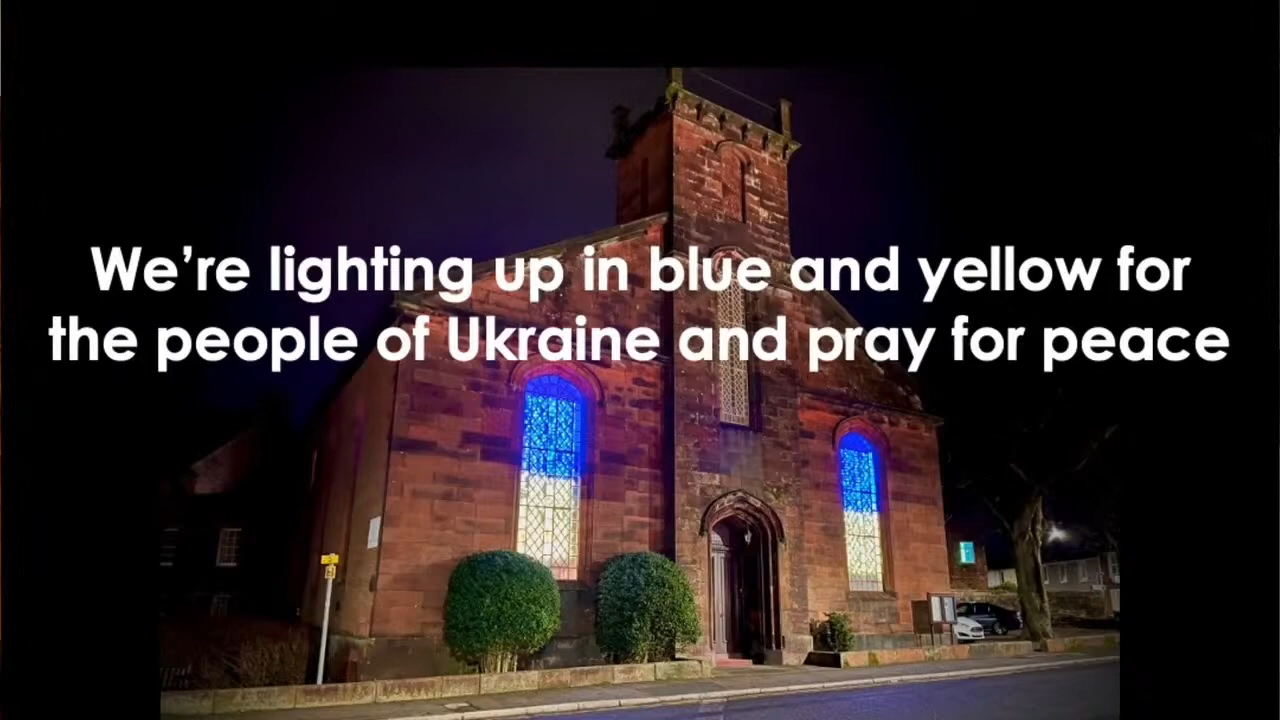 We're lighting up in blue and yellow for
the people of Ukraine and pray for peace